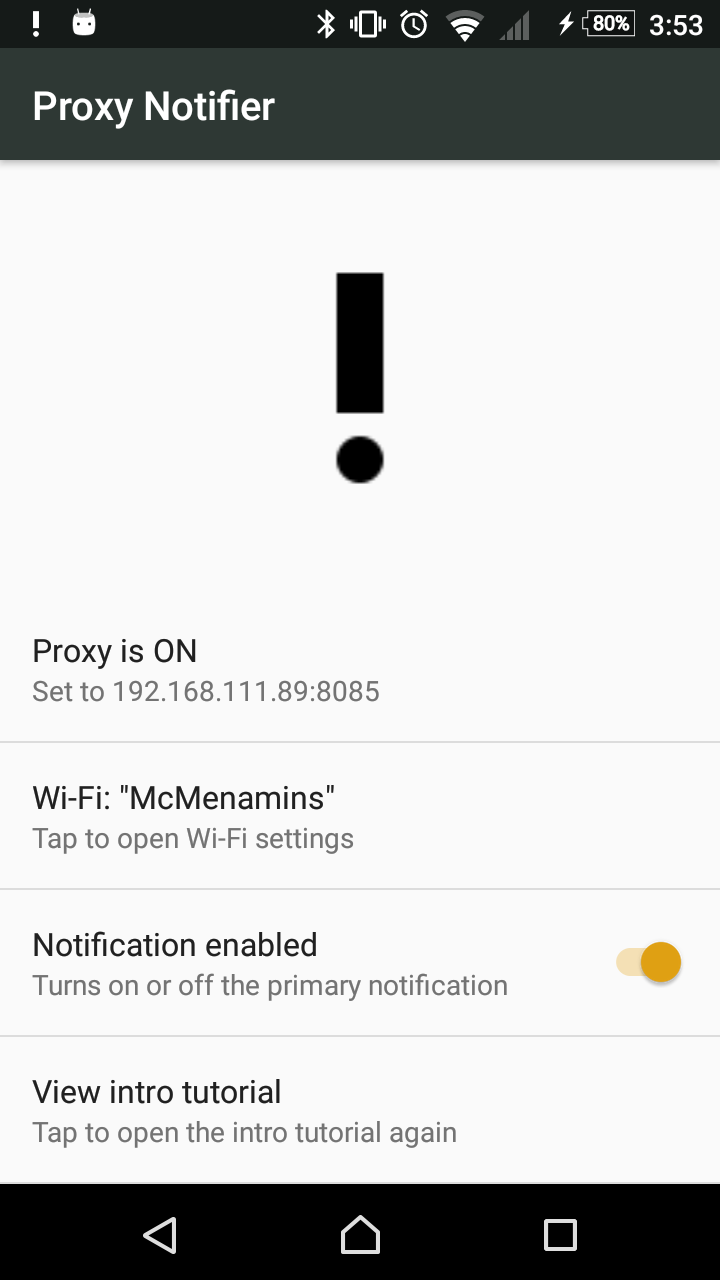 80% 3:53
Proxy Notifier
Proxy is ON
Set to 192.168.111.89:8085
Wi-Fi: "McMenamins"
Tap to open Wi-Fi settings
Notification enabled
Turns on or off the primary notification
View intro tutorial
Tap to open the intro tutorial again